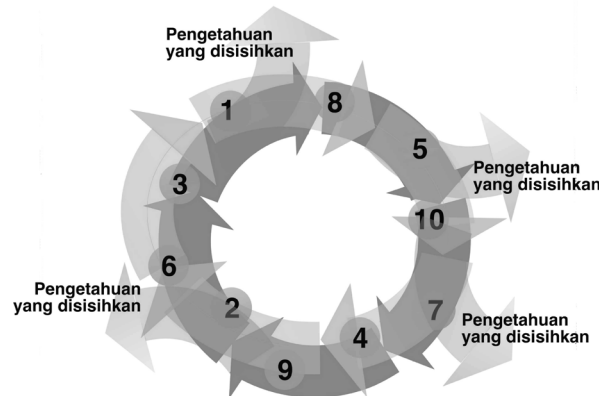 Pengetahuan
yang disisihkan
1
8
5
Pengetahuan
yang disisihkan
3
10
6
Pengetahuan
yang disisihkan
2
7
Pengetahuan
yang disisihkan
4
9